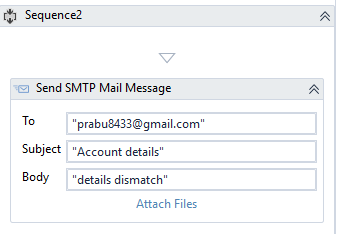 Sequence2
Send SMTP Mail Message
To "prabu8433@gmail.com"
Subject "Account details"
Body "details dismatch"
Attach Files